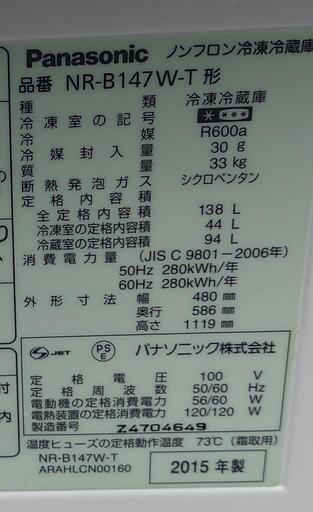 Panasonic ノンフロン冷凍冷蔵庫
品番 NR-B147W-T 形
種類 冷凍冷蔵庫
冷凍室の記号 * ***
冷媒 R600a
冷媒封入量 30 g
質量 33 kg
断熱発泡ガス シクロペンタン
定格内容積
全定格内容積 138 L
冷凍室の定格内容積 44 L
冷蔵室の定格内容積 94 L
消費電力量 (JIS C 9801-2006年)
50Hz 280kWh/年
60Hz 280kWh/年
外形寸法 幅 480 mm
奥行 586 mm
高さ 1119 mm
JET PSE パナソニック株式会社
定格電圧 100 V
定格周波数 50/60 Hz
電動機の定格消費電力 56/60 W
電熱装置の定格消費電力 120/120 W
製造番号 Z4704649
温度ヒューズの定格動作温度 73℃ (霜取用)
NR-B147W-T
ARAHLCN00160 2015 年製